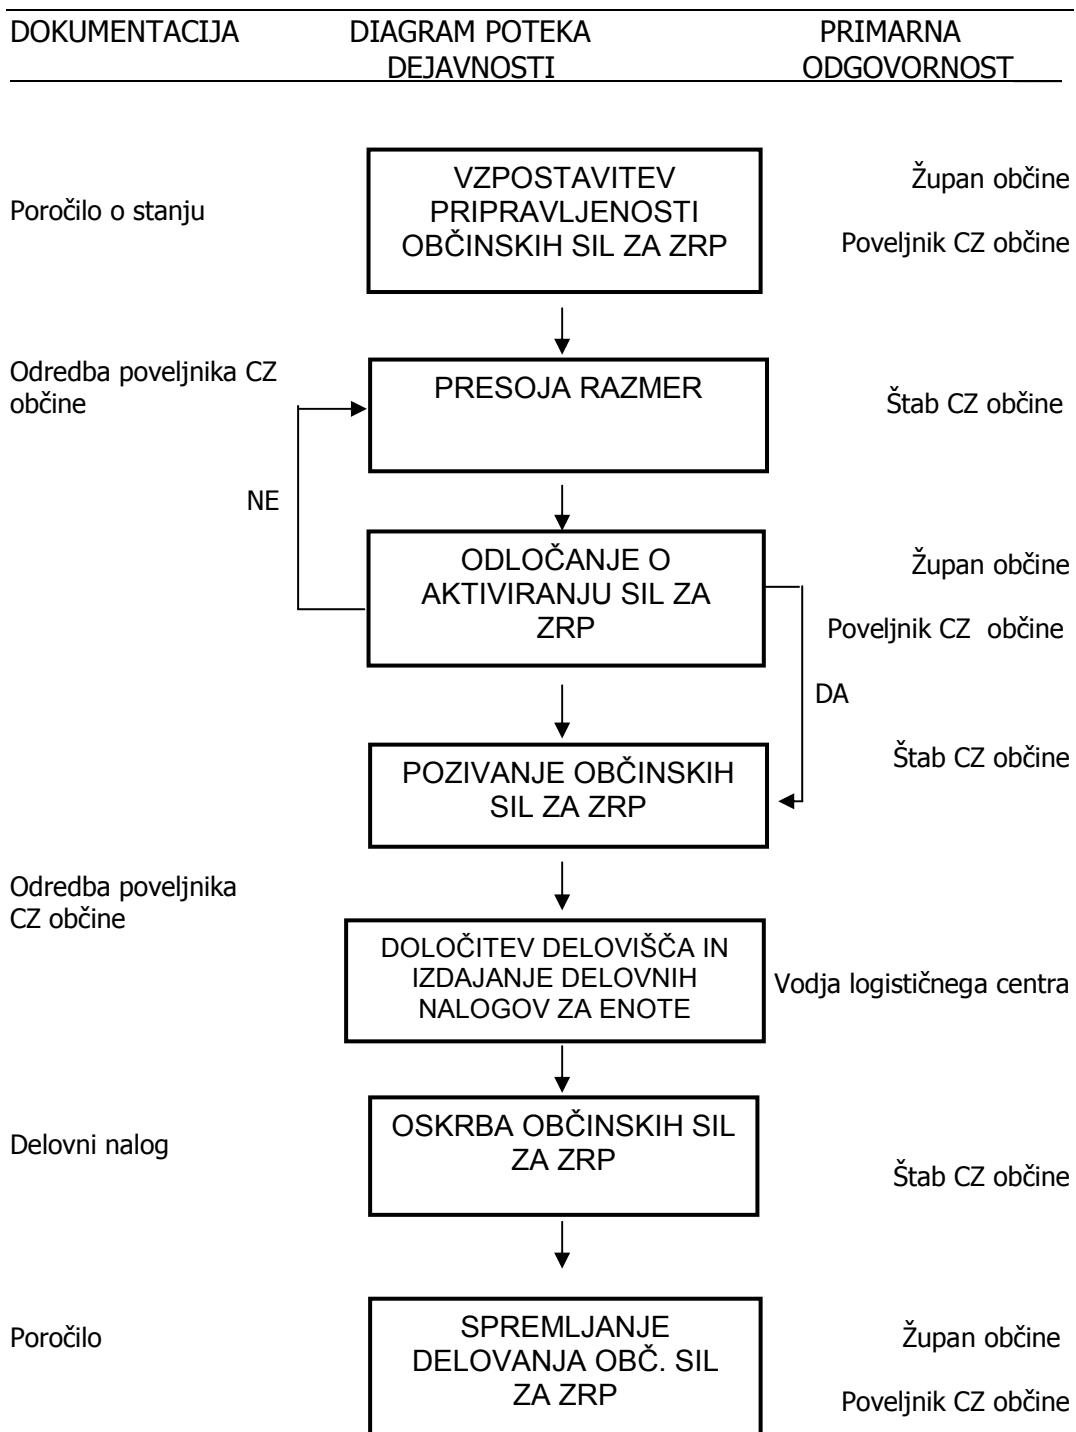 DOKUMENTACIJA DIAGRAM POTEKA PRIMARNA
DEJAVNOSTI ODGOVORNOST
VZPOSTAVITEV
PRIPRAVLJENOSTI
OBČINSKIH SIL ZA ZRP
Poročilo o stanju
Župan občine
Poveljnik CZ občine
Odredba poveljnika CZ
občine
PRESOJA RAZMER
Štab CZ občine
NE
ODLOČANJE O
AKTIVIRANJU SIL ZA
ZRP
Župan občine
Poveljnik CZ občine
DA
POZIVANJE OBČINSKIH
SIL ZA ZRP
Štab CZ občine
Odredba poveljnika
CZ občine
DOLOČITEV DELOVIŠČA IN
IZDAJANJE DELOVNIH
NALOGOV ZA ENOTE
Vodja logističnega centra
Delovni nalog
OSKRBA OBČINSKIH SIL
ZA ZRP
Štab CZ občine
Poročilo
SPREMLJANJE
DELOVANJA OBČ. SIL
ZA ZRP
Župan občine
Poveljnik CZ občine